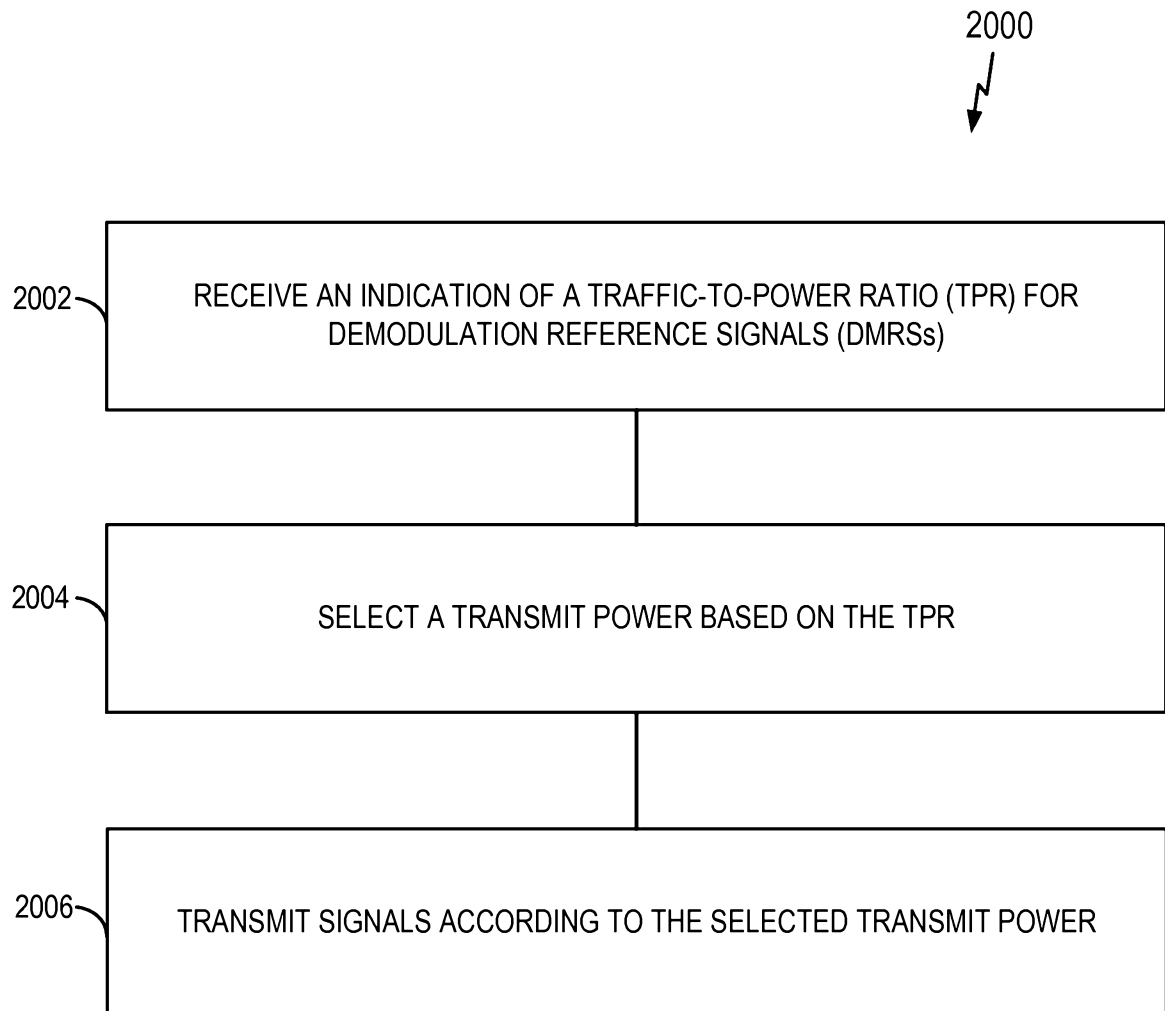 2000
2002
RECEIVE AN INDICATION OF A TRAFFIC-TO-POWER RATIO (TPR) FOR
DEMODULATION REFERENCE SIGNALS (DMRSs)
2004
SELECT A TRANSMIT POWER BASED ON THE TPR
2006
TRANSMIT SIGNALS ACCORDING TO THE SELECTED TRANSMIT POWER